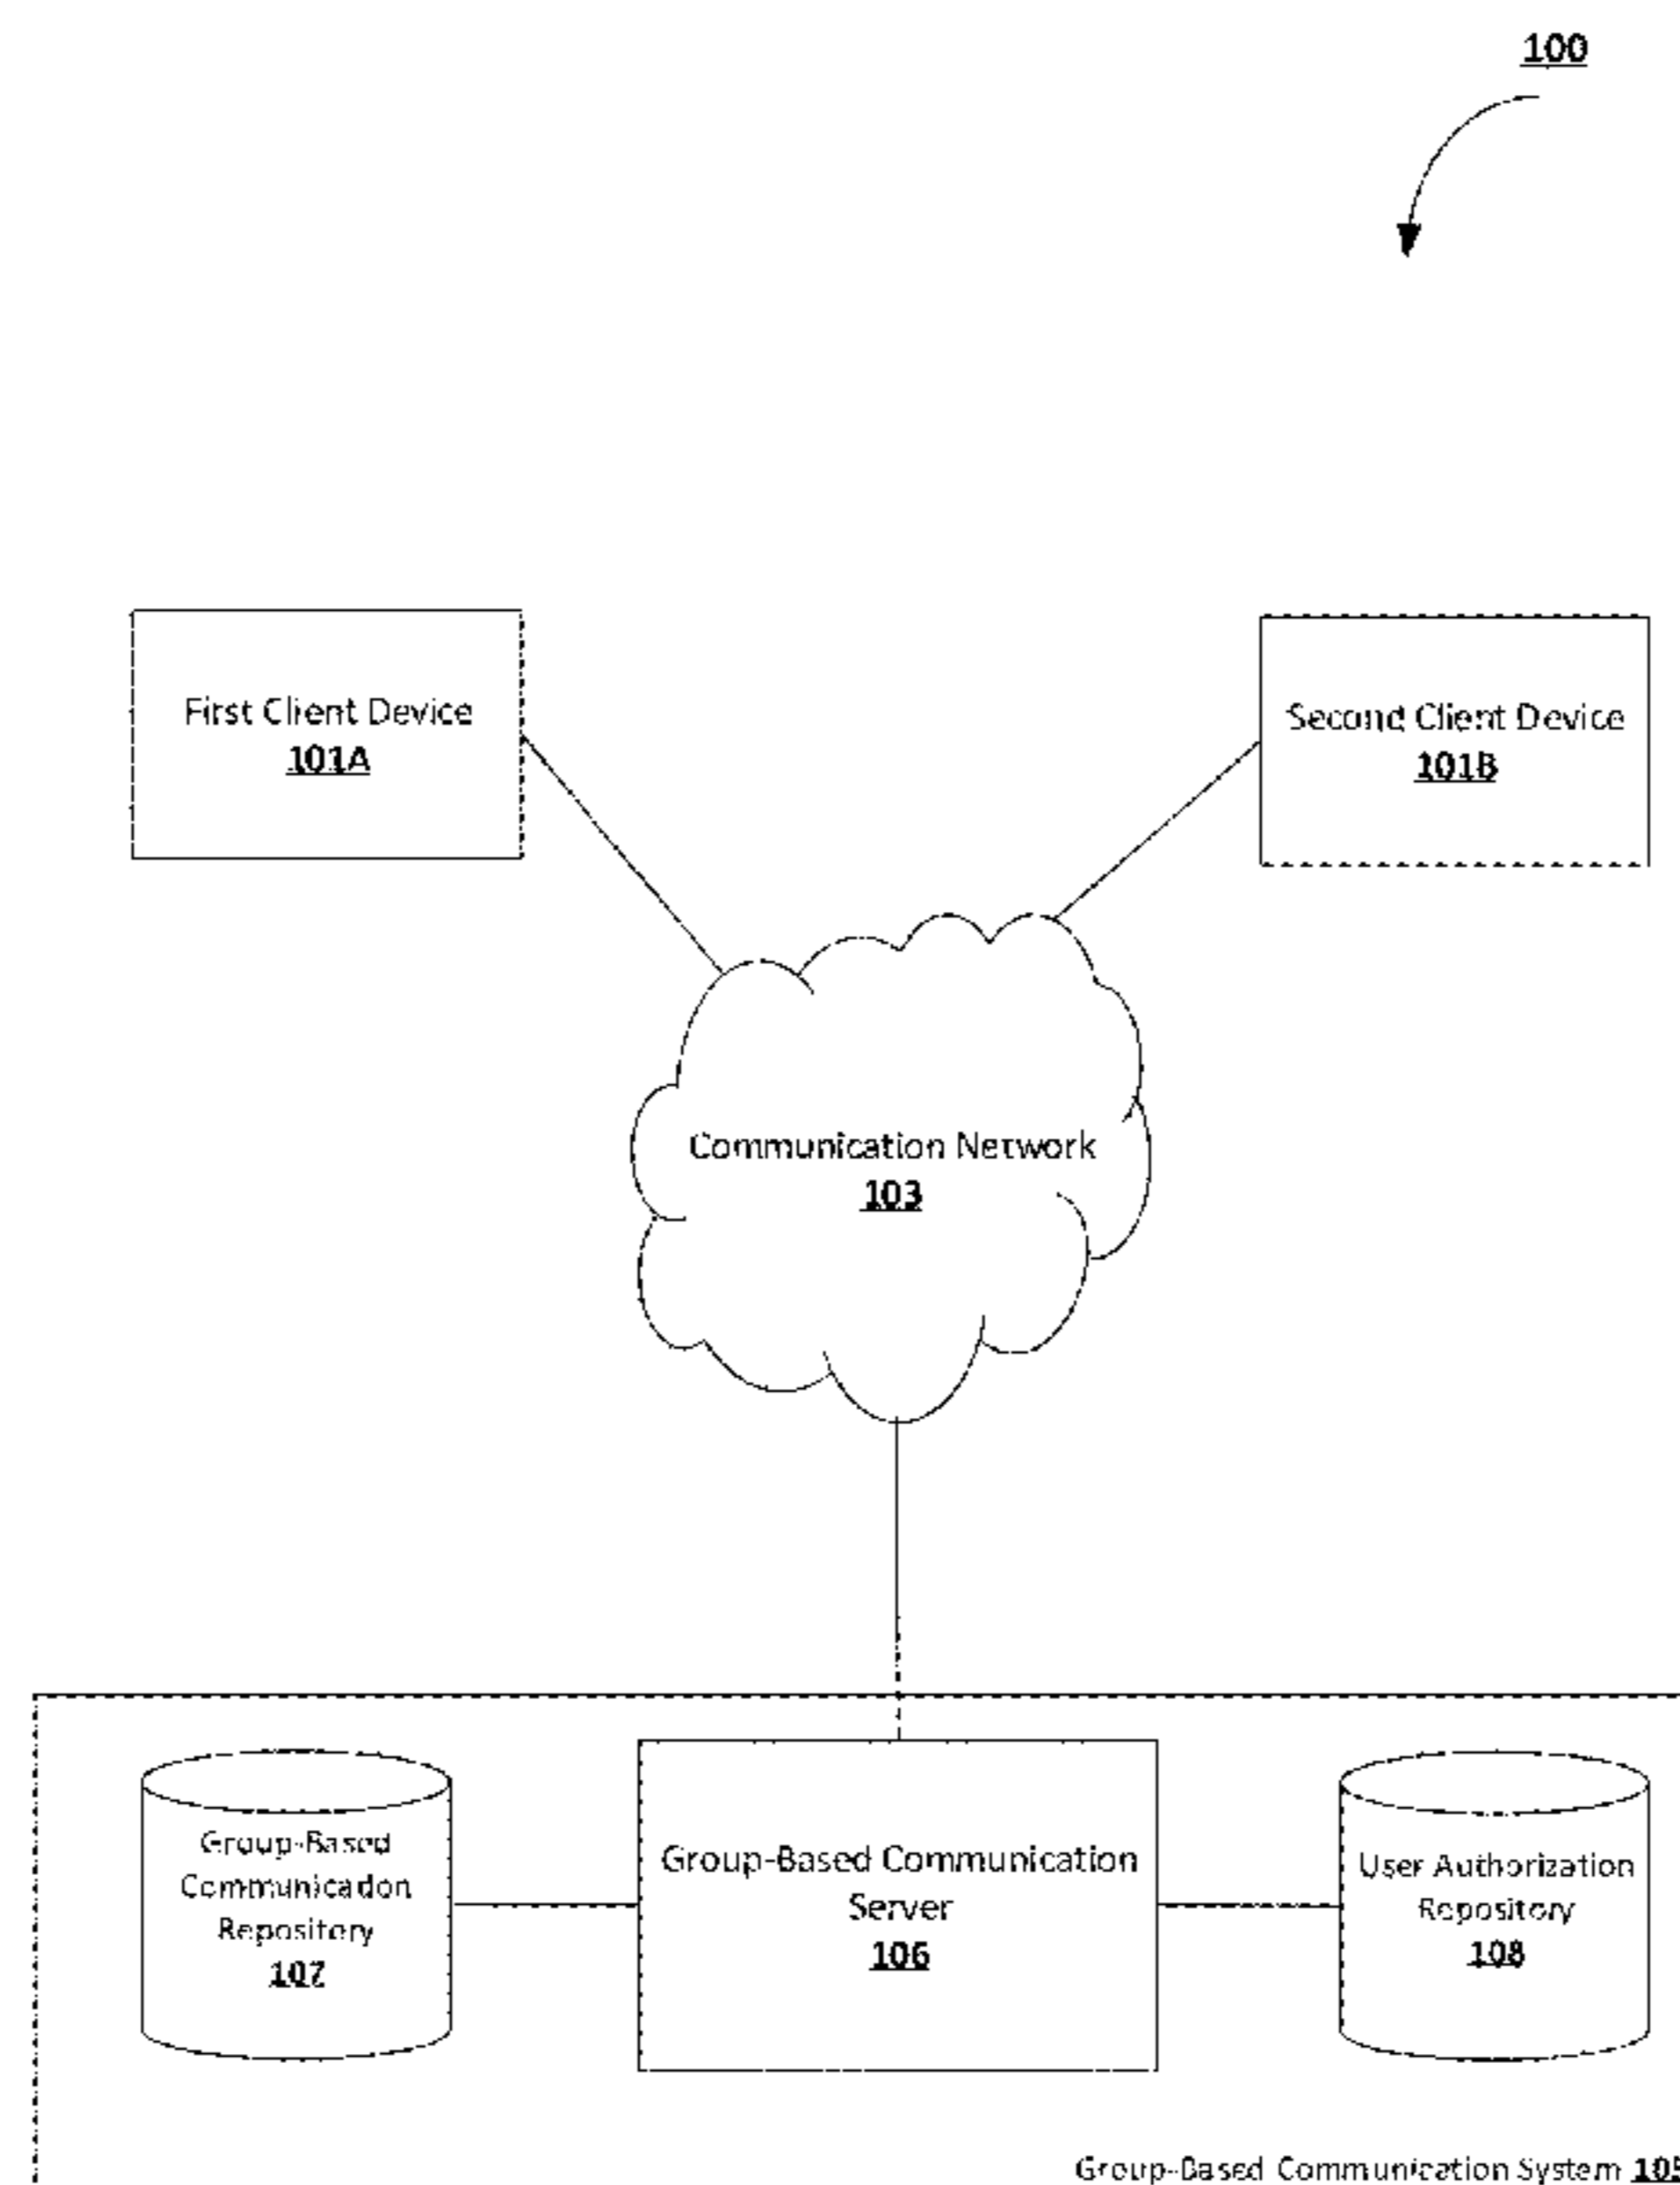 100
First Client Device
101A
Second Client Device
101B
Communication Network
103
Group-Based
Communication
Repository
107
Group-Based Communication
Server
106
User Authorization
Repository
108
Group-Based Communication System 105